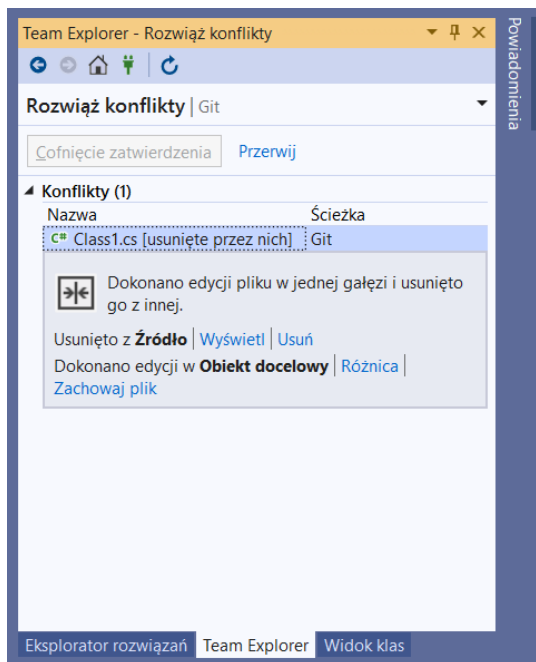 Team Explorer - Rozwiąż konflikty
Rozwiąż konflikty | Git
Cofnięcie zatwierdzenia Przerwij
Konflikty (1)
Nazwa Ścieżka
C# Class1.cs [usunięte przez nich] Git
Dokonano edycji pliku w jednej gałęzi i usunięto
go z innej.
Usunięto z Źródło | Wyświetl | Usuń
Dokonano edycji w Obiekt docelowy | Różnica |
Zachowaj plik
Eksplorator rozwiązań Team Explorer Widok klas
Powiadomienia